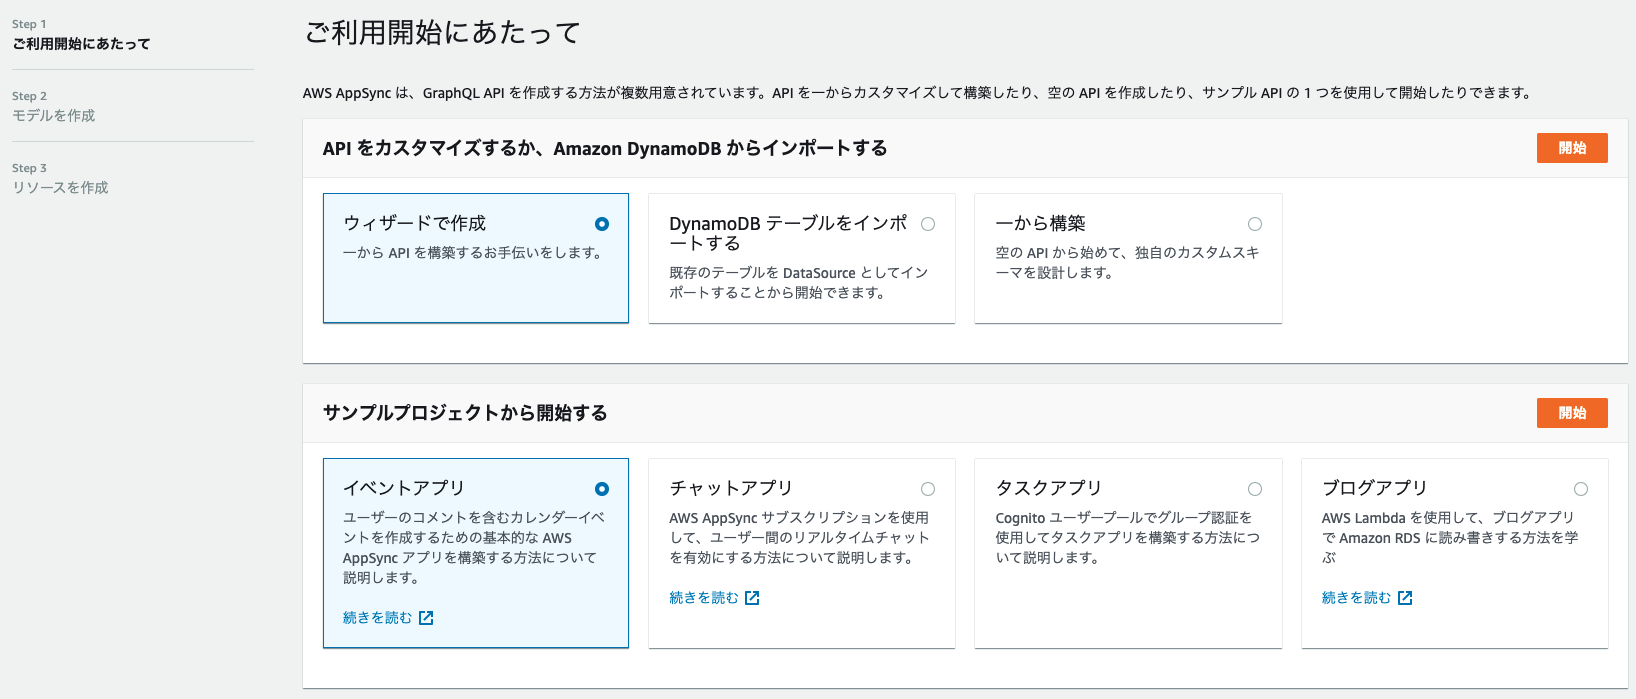 Step 1
ご利用開始にあたって
Step 2
モデルを作成
Step 3
リソースを作成
ご利用開始にあたって
AWS AppSync は、GraphQL API を作成する方法が複数用意されています。API を一からカスタマイズして構築したり、空の API を作成したり、サンプル API の 1 つを使用して開始したりできます。
API をカスタマイズするか、Amazon DynamoDB からインポートする
開始
ウィザードで作成
一から API を構築するお手伝いをします。
DynamoDB テーブルをインポ
ートする
既存のテーブルを DataSource としてイン
ポートすることから開始できます。
一から構築
空の API から始めて、独自のカスタムスキ
ーマを設計します。
サンプルプロジェクトから開始する
開始
イベントアプリ
ユーザーのコメントを含むカレンダーイベ
ントを作成するための基本的な AWS
AppSync アプリを構築する方法について
説明します。
続きを読む
チャットアプリ
AWS AppSync サブスクリプションを使用
して、ユーザー間のリアルタイムチャット
を有効にする方法について説明します。
続きを読む
タスクアプリ
Cognito ユーザープールでグループ認証を
使用してタスクアプリを構築する方法につ
いて説明します。
ブログアプリ
AWS Lambda を使用して、ブログアプリ
で Amazon RDS に読み書きする方法を学
ぶ
続きを読む